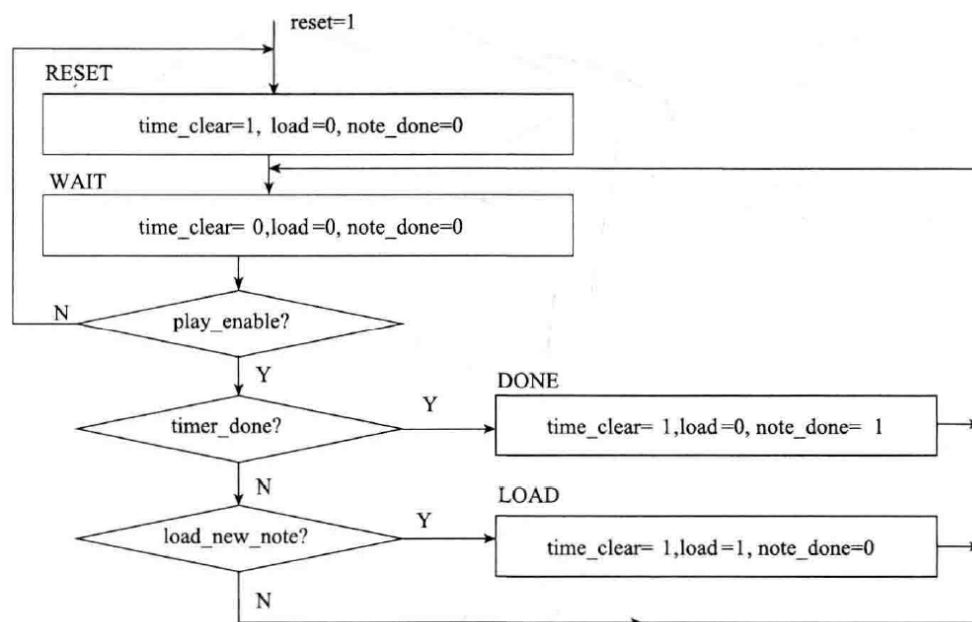 reset=1
RESET
time_clear=1, load=0, note_done=0
WAIT
time_clear= 0,load=0, note_done=0
N
play_enable?
Y
DONE
timer_done?
Y
time_clear= 1,load=0, note_done= 1
N
LOAD
load_new_note?
Y
time_clear= 1,load=1, note_done=0
N